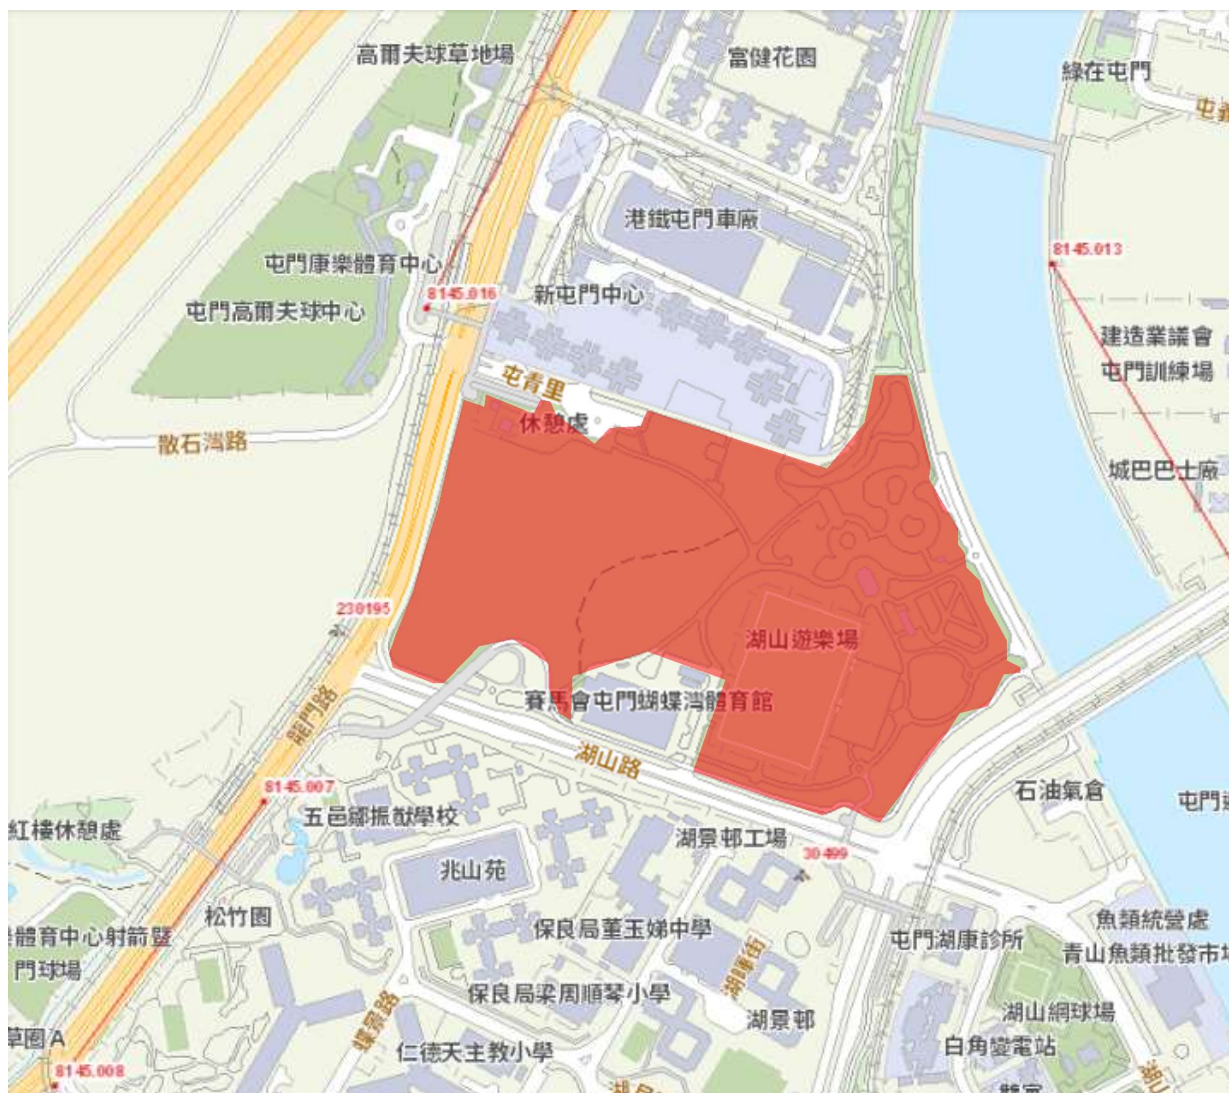 高爾夫球草地場
富健花園
綠在屯門
港鐵屯門車廠
8145.013
屯門康樂體育中心
8145.016
新屯門中心
屯門高爾夫球中心
建造業議會
屯門訓練場
屯青里
休憩處
散石灣路
城巴巴士廠
230195
湖山遊樂場
賽馬會屯門蝴蝶灣體育館
龍門路
湖山路
8145.007
石油氣倉
五邑鄒振猷學校
紅樓休憩處
湖景邨工場
30499
兆山苑
松竹園
保良局董玉娣中學
魚類統營處
青山魚類批發市場
體育中心射箭暨
門球場
屯門湖康診所
湖暉街
保良局梁周順琴小學
湖景邨
湖山網球場
蝶景路
仁德天主教小學
白角變電站
草圃 A
8145.008